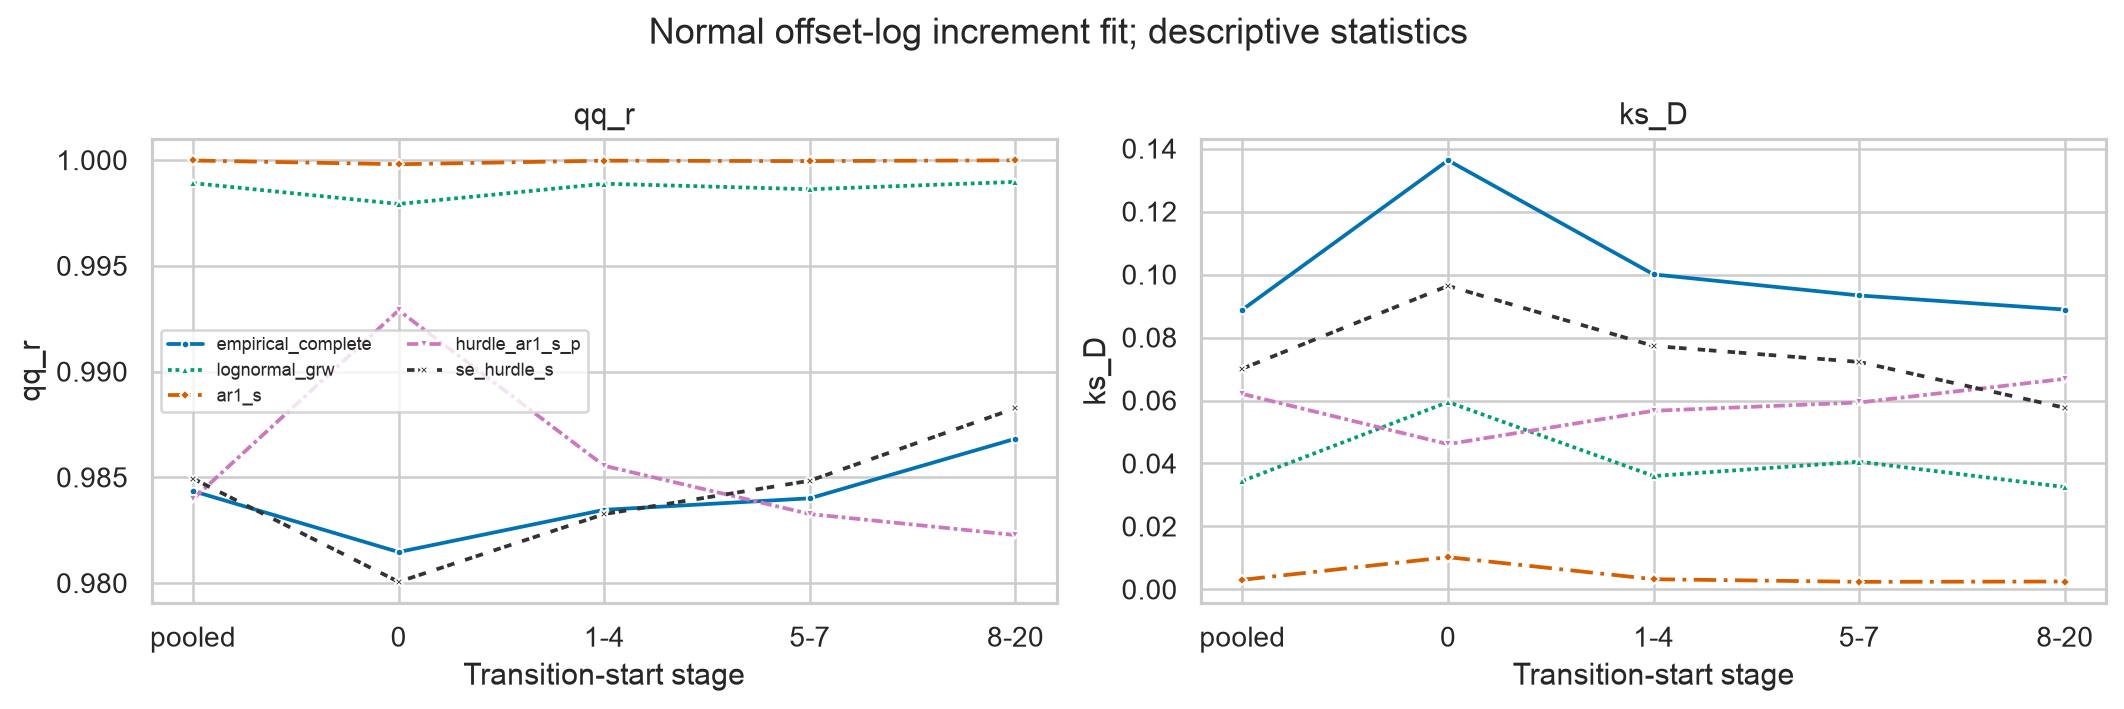 Normal offset-log increment fit; descriptive statistics
qq_r
1.000
0.995
0.990
0.985
0.980
qq_r
empirical_complete
lognormal_grw
ar1_s
hurdle_ar1_s_p
se_hurdle_s
pooled 0 1-4 5-7 8-20
Transition-start stage
ks_D
0.14
0.12
0.10
0.08
0.06
0.04
0.02
0.00
ks_D
pooled 0 1-4 5-7 8-20
Transition-start stage